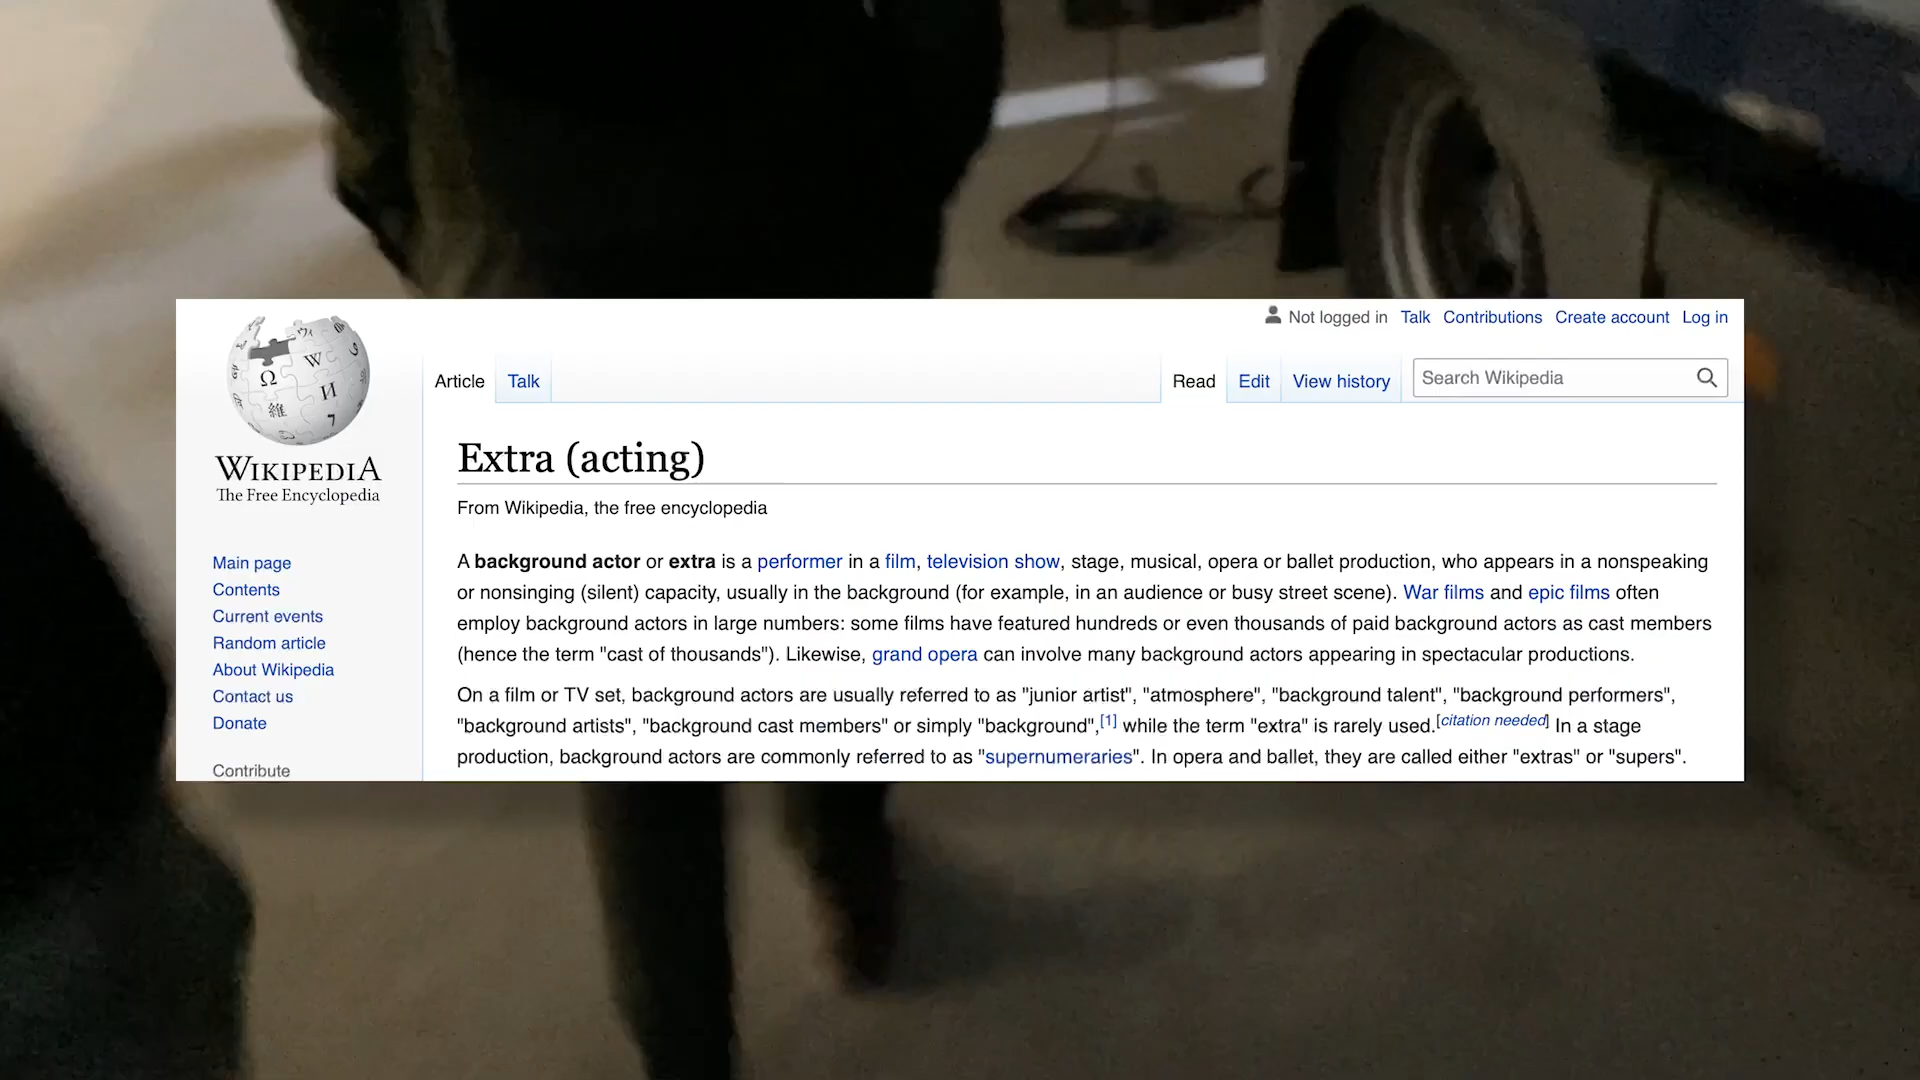 Not logged in Talk Contributions Create account Log in
Article Talk Read Edit View history Search Wikipedia
WIKIPEDIA
The Free Encyclopedia
Main page
Contents
Current events
Random article
About Wikipedia
Contact us
Donate
Contribute
Extra (acting)
From Wikipedia, the free encyclopedia
A background actor or extra is a performer in a film, television show, stage, musical, opera or ballet production, who appears in a nonspeaking
or nonsinging (silent) capacity, usually in the background (for example, in an audience or busy street scene). War films and epic films often
employ background actors in large numbers: some films have featured hundreds or even thousands of paid background actors as cast members
(hence the term "cast of thousands"). Likewise, grand opera can involve many background actors appearing in spectacular productions.
On a film or TV set, background actors are usually referred to as "junior artist", "atmosphere", "background talent", "background performers",
"background artists", "background cast members" or simply "background",[1] while the term "extra" is rarely used.[citation needed] In a stage
production, background actors are commonly referred to as "supernumeraries". In opera and ballet, they are called either "extras" or "supers".